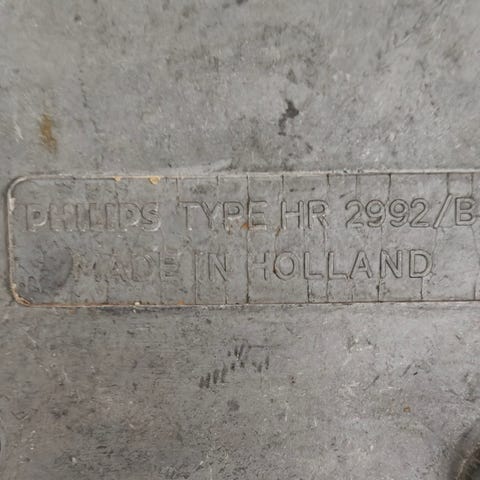 PHILIPS TYPE HR 2992/B
MADE IN HOLLAND